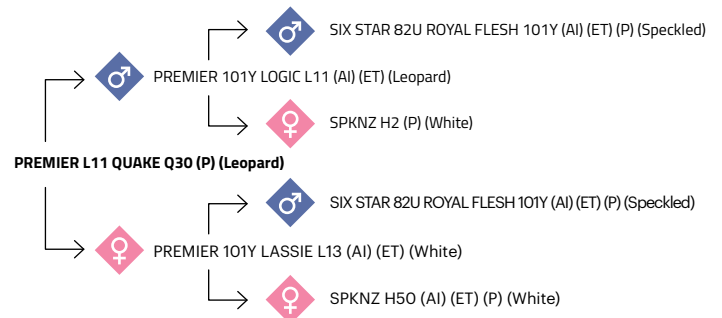 SIX STAR 82U ROYAL FLESH 101Y (AI) (ET) (P) (Speckled)
PREMIER 101Y LOGIC L11 (AI) (ET) (Leopard)
SPKNZ H2 (P) (White)
PREMIER L11 QUAKE Q30 (P) (Leopard)
SIX STAR 82U ROYAL FLESH 101Y (AI) (ET) (P) (Speckled)
PREMIER 101Y LASSIE L13 (AI) (ET) (White)
SPKNZ H50 (AI) (ET) (P) (White)